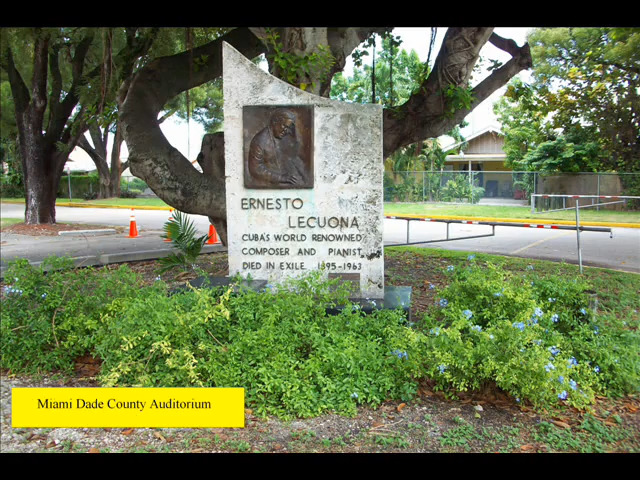 ERNESTO
LECUONA
CUBA'S WORLD RENOWNED
COMPOSER AND PIANIST
DIED IN EXILE 1895-1963
Miami Dade County Auditorium